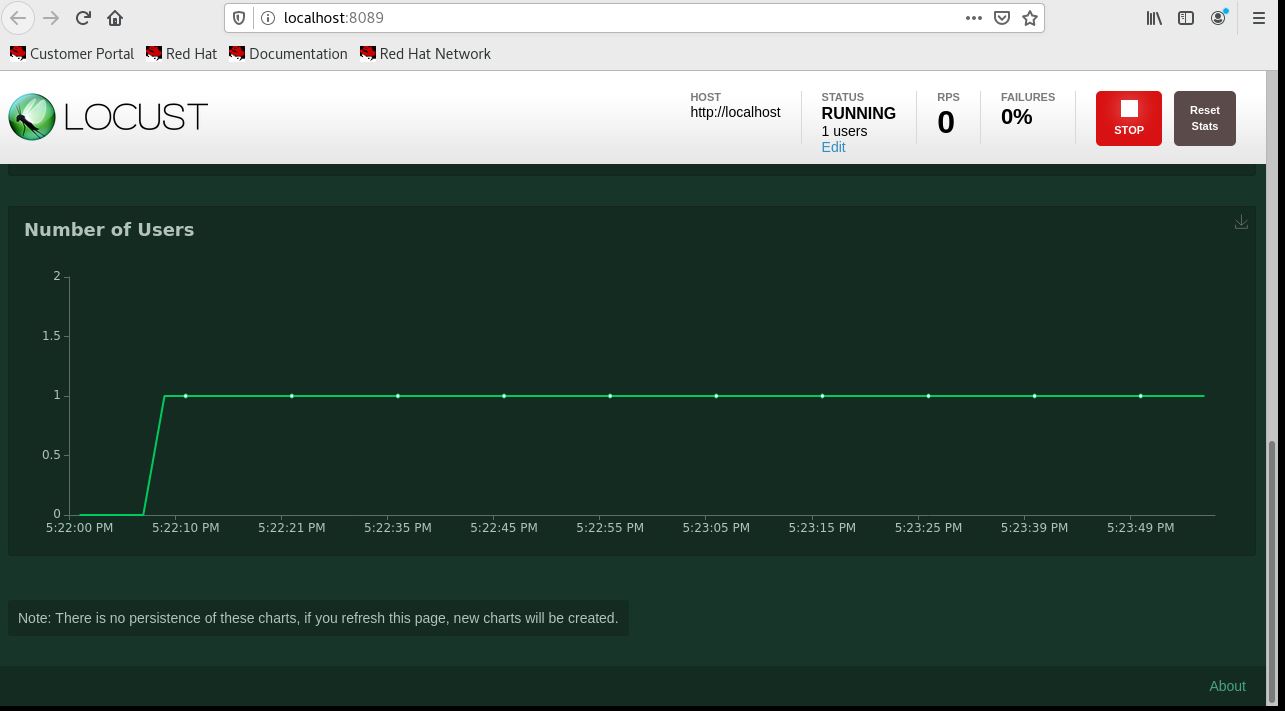 localhost:8089
Customer Portal Red Hat Documentation Red Hat Network
LOCUST
HOST
http://localhost
STATUS
RUNNING
1 users
Edit
RPS
0
FAILURES
0%
STOP
Reset
Stats
Number of Users
2
1.5
1
0.5
0
5:22:00 PM 5:22:10 PM 5:22:21 PM 5:22:35 PM 5:22:45 PM 5:22:55 PM 5:23:05 PM 5:23:15 PM 5:23:25 PM 5:23:39 PM 5:23:49 PM
Note: There is no persistence of these charts, if you refresh this page, new charts will be created.
About